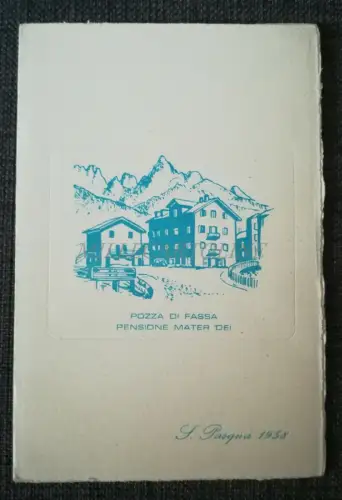 POZZA DI FASSA
PENSIONE MATER DEI
S. Pasqua 1958